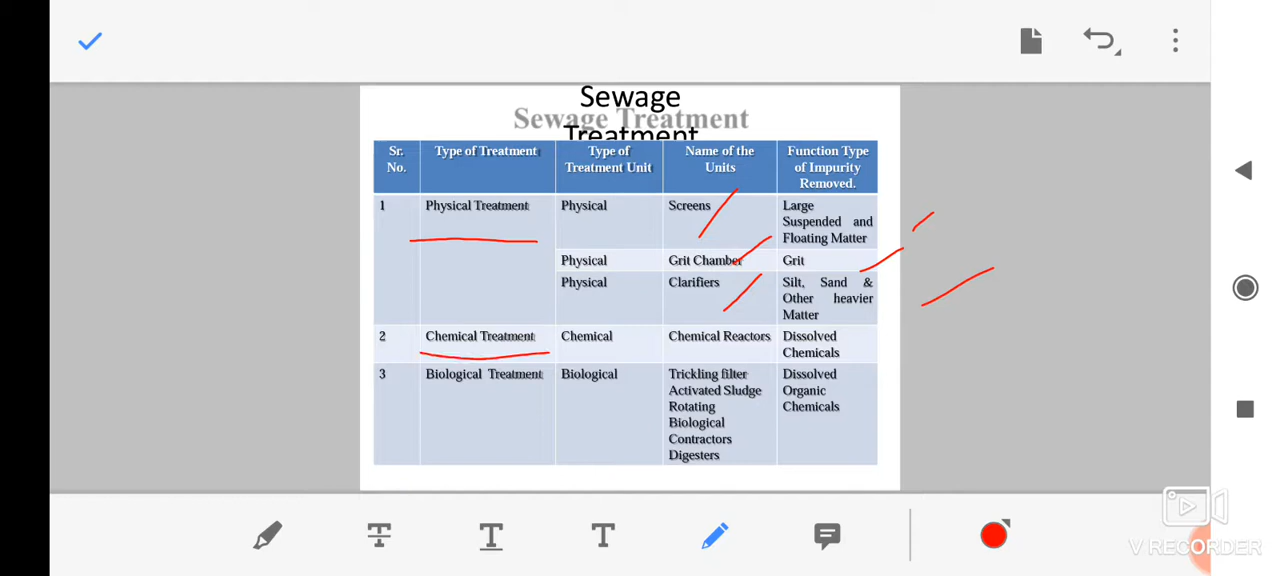 Sewage
Sewage Treatment
Treatment
Sr. No.
Type of Treatment
Type of Treatment Unit
Name of the Units
Function Type of Impurity Removed.
1
Physical Treatment
Physical
Screens
Large
Suspended and
Floating Matter
Physical
Grit Chamber
Grit
Physical
Clarifiers
Silt, Sand &
Other heavier
Matter
2
Chemical Treatment
Chemical
Chemical Reactors
Dissolved
Chemicals
3
Biological Treatment
Biological
Trickling filter
Activated Sludge
Rotating
Biological
Contractors
Digesters
Dissolved
Organic
Chemicals
V RECORDER